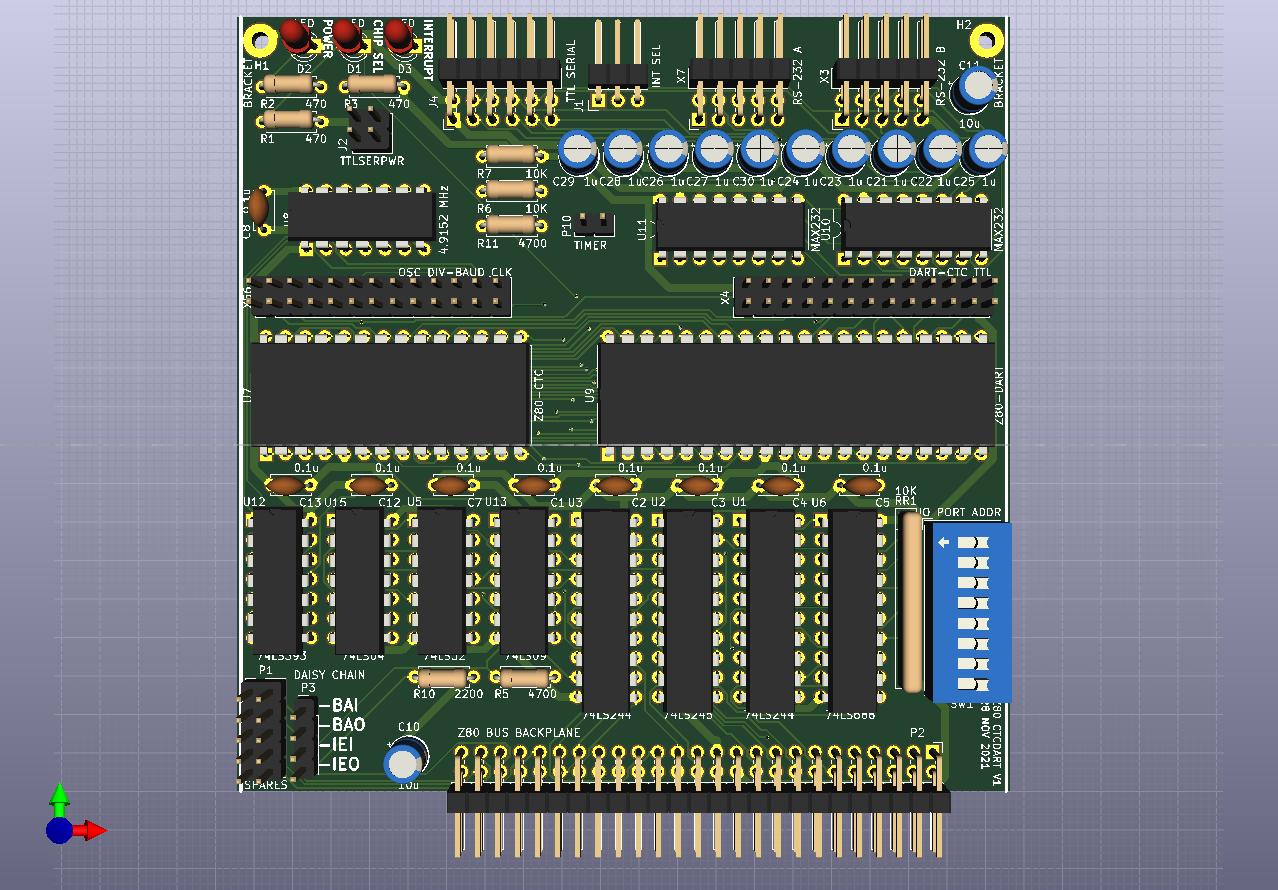 LED
LED
LED
POWER
CHIP SEL
INTERRUPT
H1
D2
D1
D3
BRACKET
R2 470
R3 470
R1 470
J2
TTLSERPWR
J4
TTL SERIAL
J1
INT SEL
X7
RS-232 A
X3
RS-232 B
H2
C11
BRACKET
10u
R7 10K
R6 10K
R11 4700
C29 1u
C28 1u
C26 1u
C27 1u
C30 1u
C24 1u
C23 1u
C21 1u
C22 1u
C25 1u
C8
4.9152 MHz
P10
TIMER
U11
MAX232
U10
MAX232
OSC DIV-BAUD CLK
DART-CTC TTL
X4
U7
Z80-CTC
U9
Z80-DART
0.1u
0.1u
0.1u
0.1u
0.1u
0.1u
0.1u
0.1u
U12 C13
U15 C12
U5 C7
U13 C1
U3 C2
U2 C3
U1 C4
U6 C5
10K
RR1
IO PORT ADDR
74LS393
74LS04
74LS32
74LS09
R10 2200
R5 4700
74LS244
74LS245
74LS244
74LS688
SW1
P1
DAISY CHAIN
P3
BAI
BAO
IEI
IEO
SPARES
C10
10u
Z80 BUS BACKPLANE
P2
Z80 CTCDART V1
08 NOV 2021